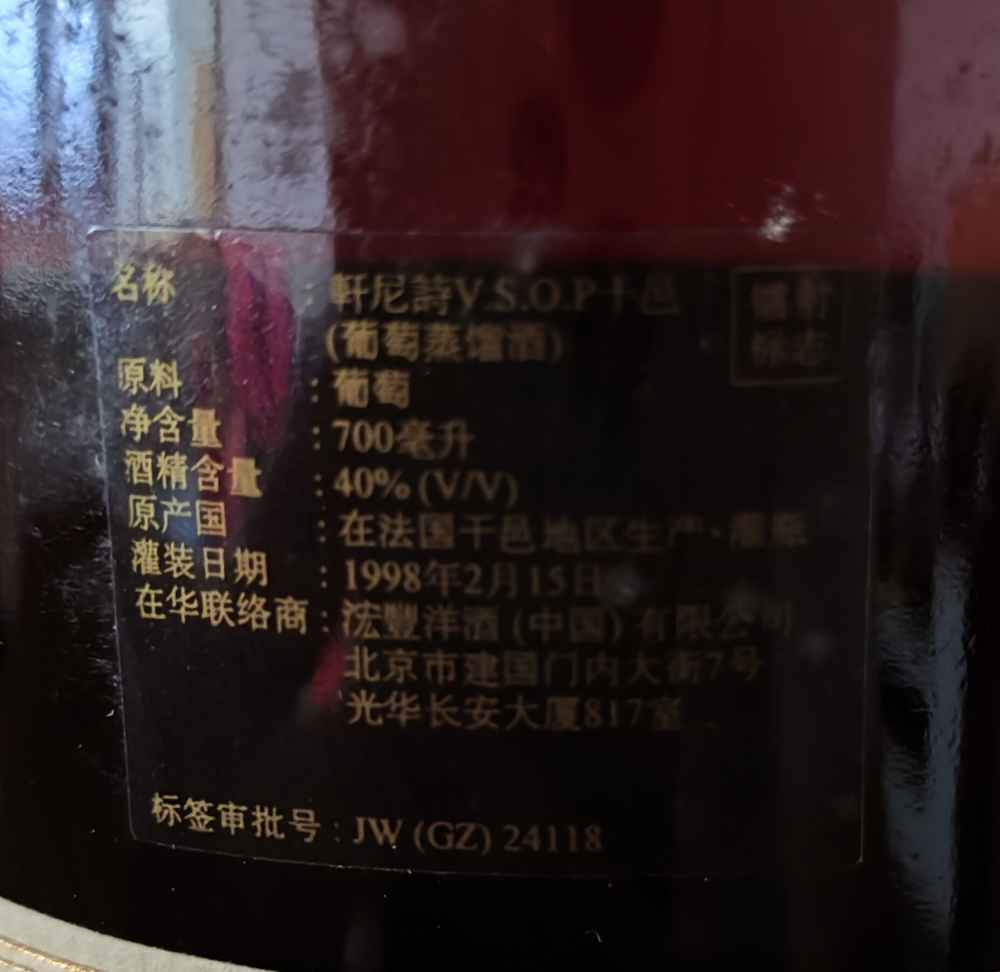 名称 : 軒尼詩V.S.O.P干邑
(葡萄蒸馏酒)
原料 : 葡萄
净含量 : 700毫升
酒精含量 : 40% (V/V)
原产国 : 在法国干邑地区生产·灌
灌装日期 : 1998年2月15日
在华联络商 : 浤豐洋酒 (中国) 有限公司
北京市建国门内大街7号
光华长安大厦817室
标签审批号 : JW (GZ) 24118